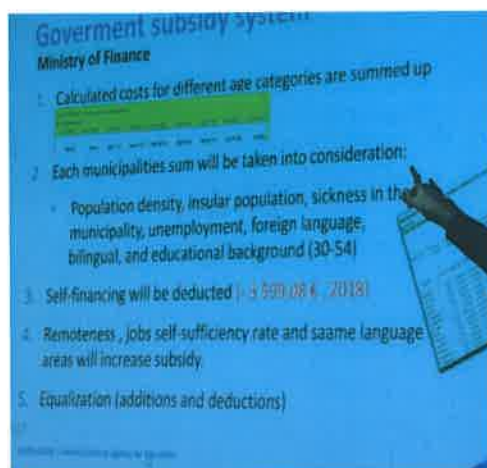 Goverment subsidy system
Ministry of Finance
1. Calculated costs for different age categories are summed up
2. Each municipalities sum will be taken into consideration:
Population density, insular population, sickness in the
municipality, unemployment, foreign language,
bilingual, and educational background (30-54)
3. Self-financing will be deducted
2018)
4. Remoteness , jobs self-sufficiency rate and saame language
areas will increase subsidy
5. Equalization (additions and deductions)